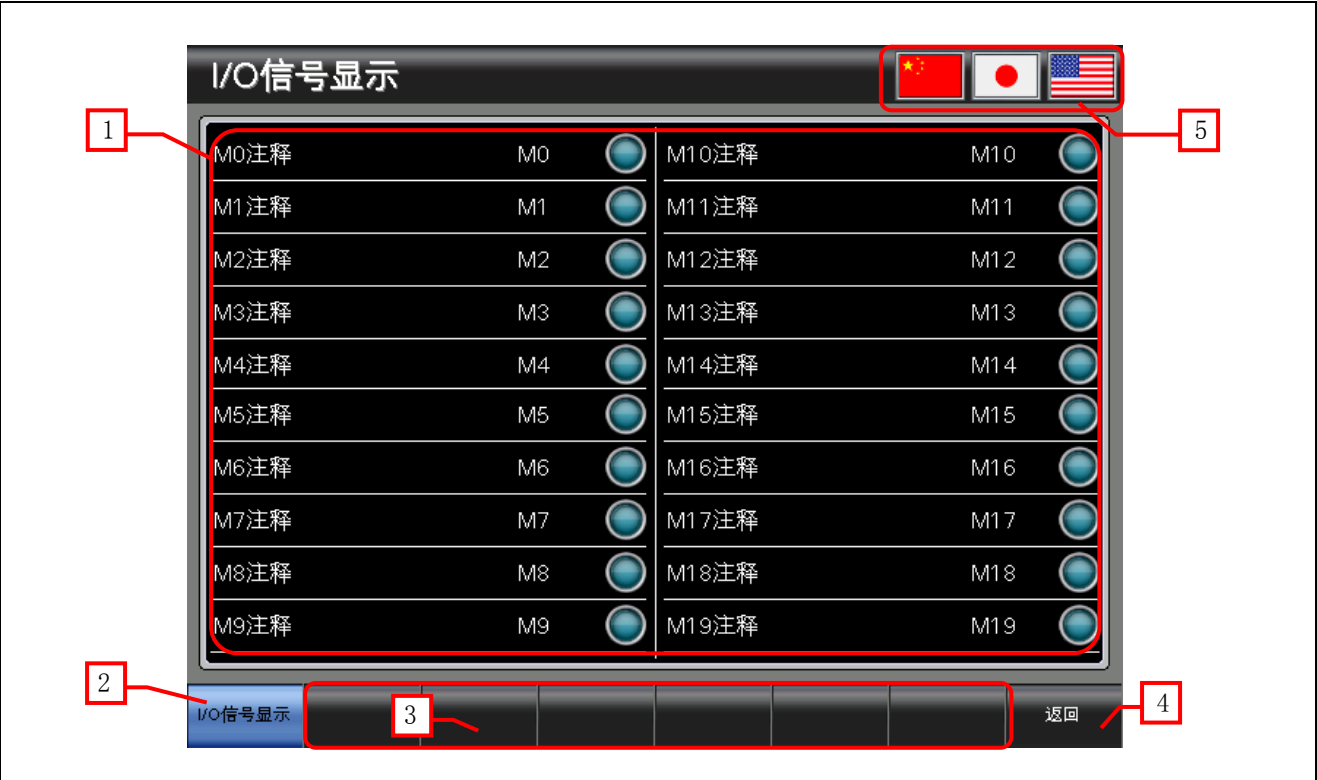 I/O信号显示
1
5
M0注释 M0 M10注释 M10
M1注释 M1 M11注释 M11
M2注释 M2 M12注释 M12
M3注释 M3 M13注释 M13
M4注释 M4 M14注释 M14
M5注释 M5 M15注释 M15
M6注释 M6 M16注释 M16
M7注释 M7 M17注释 M17
M8注释 M8 M18注释 M18
M9注释 M9 M19注释 M19
2
I/O信号显示
3
返回
4